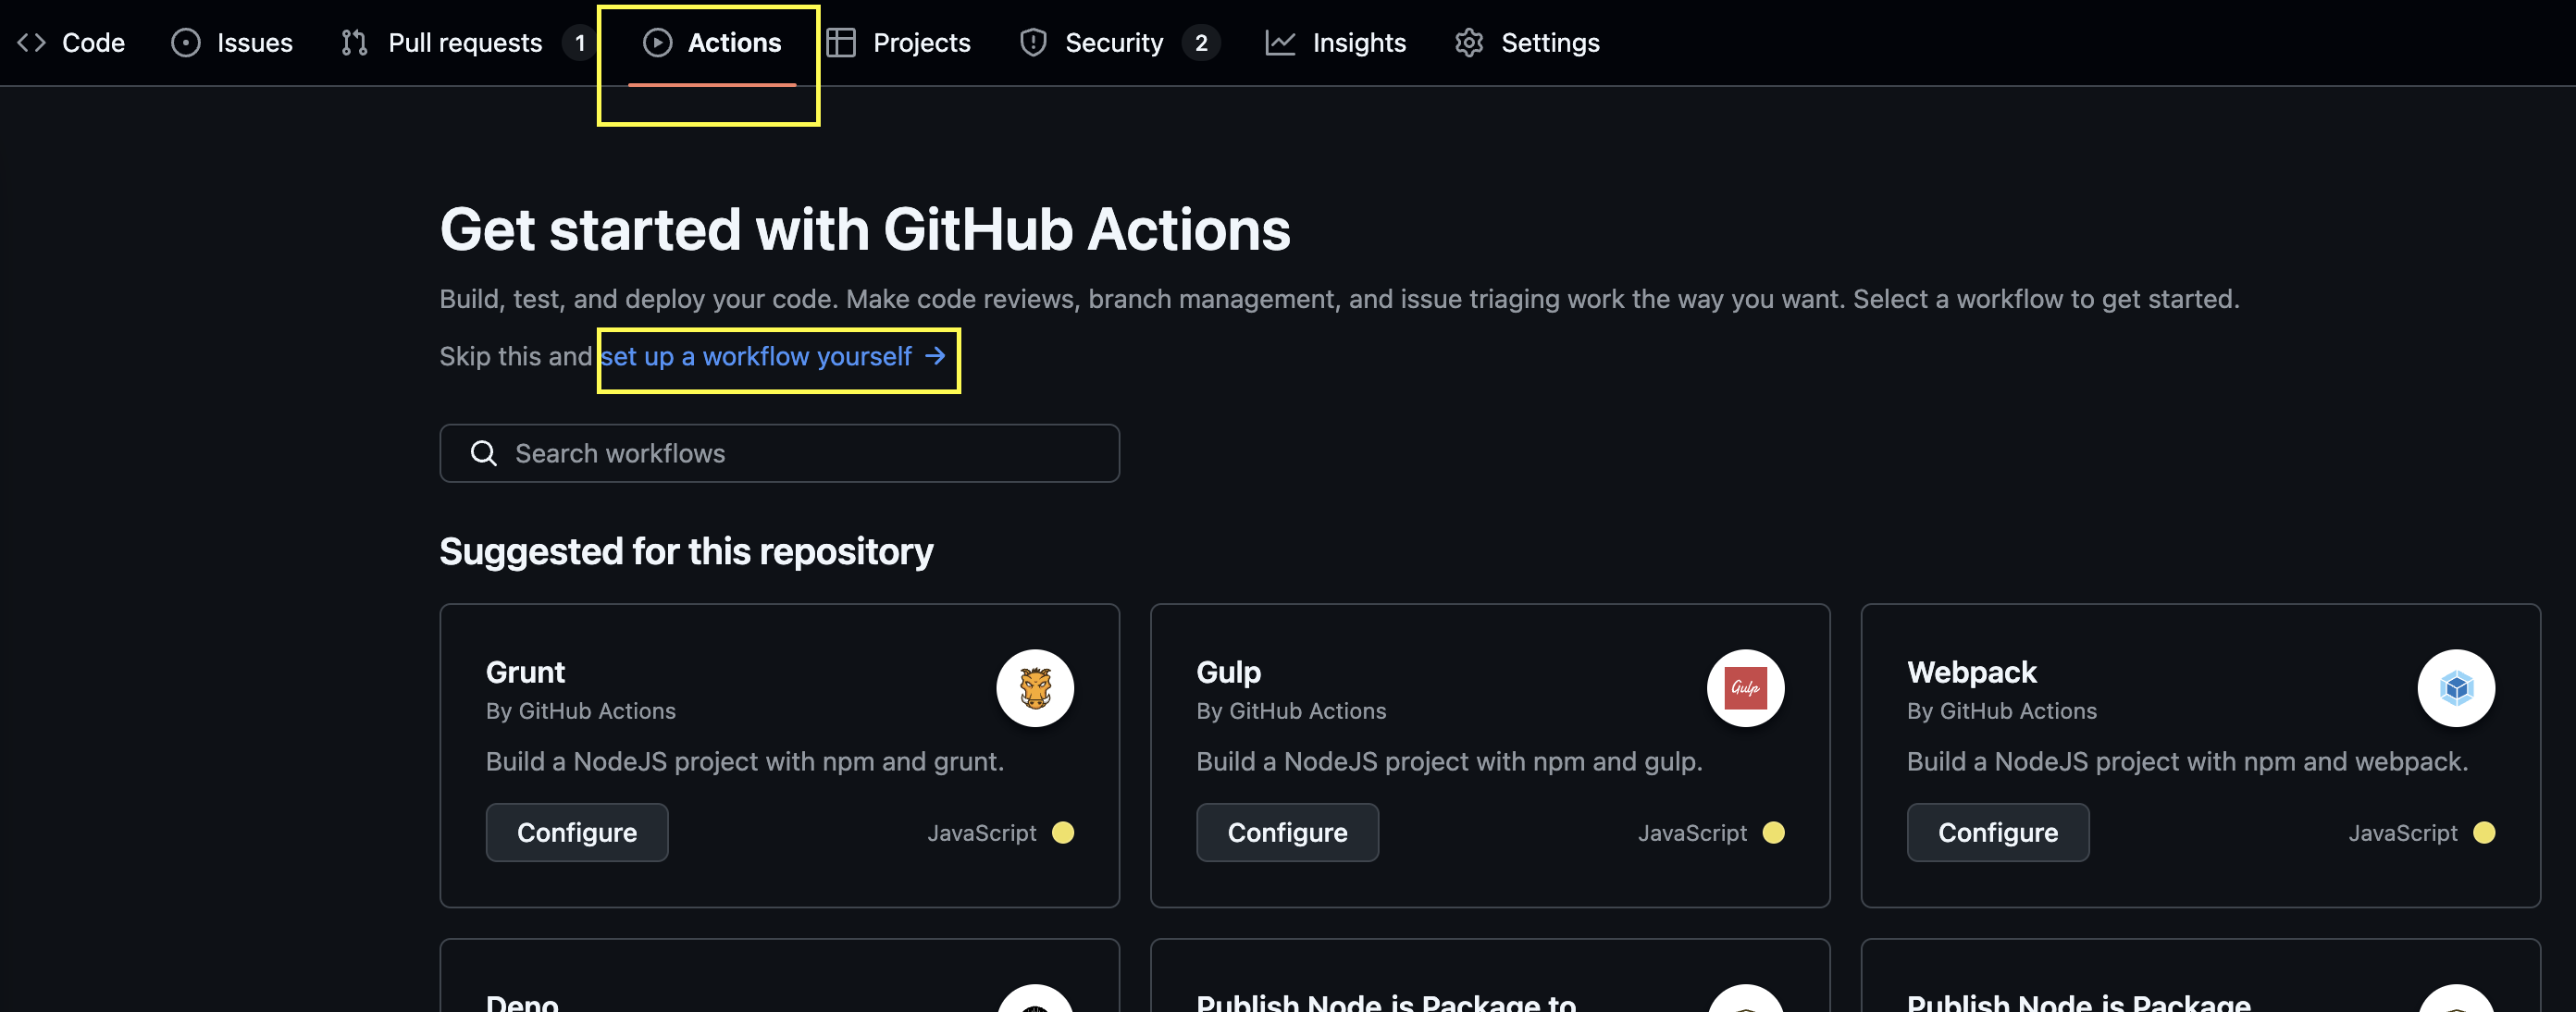 Code Issues Pull requests 1 Actions Projects Security 2 Insights Settings
Get started with GitHub Actions
Build, test, and deploy your code. Make code reviews, branch management, and issue triaging work the way you want. Select a workflow to get started.
Skip this and set up a workflow yourself →
Search workflows
Suggested for this repository
Grunt
By GitHub Actions
Build a NodeJS project with npm and grunt.
Configure JavaScript
Gulp
Gulp
By GitHub Actions
Build a NodeJS project with npm and gulp.
Configure JavaScript
Webpack
By GitHub Actions
Build a NodeJS project with npm and webpack.
Configure JavaScript
Deno
Publish Node.js Package to
Publish Node.js Package